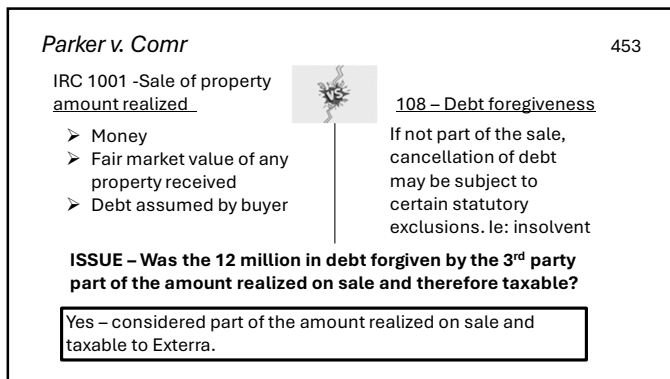 Parker v. Comr
453
IRC 1001 -Sale of property
amount realized
➢ Money
➢ Fair market value of any
property received
➢ Debt assumed by buyer
VS
108 – Debt foregiveness
If not part of the sale,
cancellation of debt
may be subject to
certain statutory
exclusions. Ie: insolvent
ISSUE – Was the 12 million in debt forgiven by the 3rd party
part of the amount realized on sale and therefore taxable?
Yes – considered part of the amount realized on sale and
taxable to Exterra.